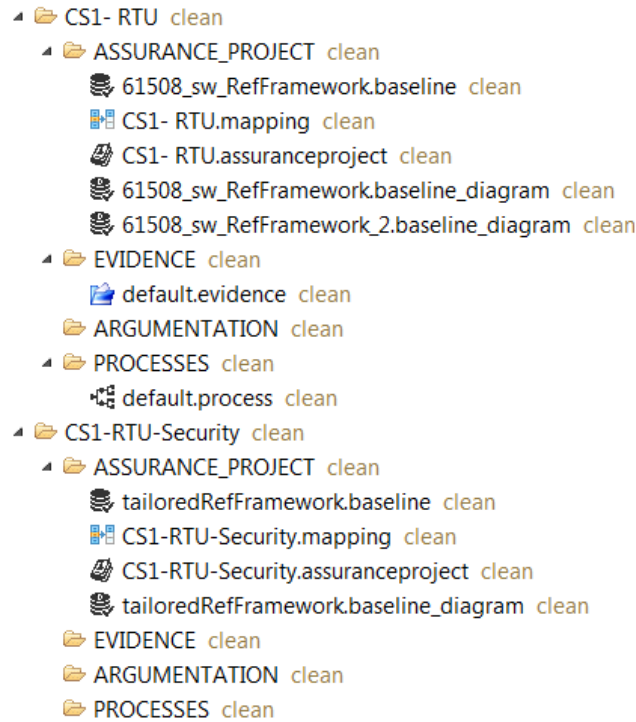 CS1- RTU clean
ASSURANCE_PROJECT clean
61508_sw_RefFramework.baseline clean
CS1- RTU.mapping clean
CS1- RTU.assuranceproject clean
61508_sw_RefFramework.baseline_diagram clean
61508_sw_RefFramework_2.baseline_diagram clean
EVIDENCE clean
default.evidence clean
ARGUMENTATION clean
PROCESSES clean
default.process clean
CS1-RTU-Security clean
ASSURANCE_PROJECT clean
tailoredRefFramework.baseline clean
CS1-RTU-Security.mapping clean
CS1-RTU-Security.assuranceproject clean
tailoredRefFramework.baseline_diagram clean
EVIDENCE clean
ARGUMENTATION clean
PROCESSES clean